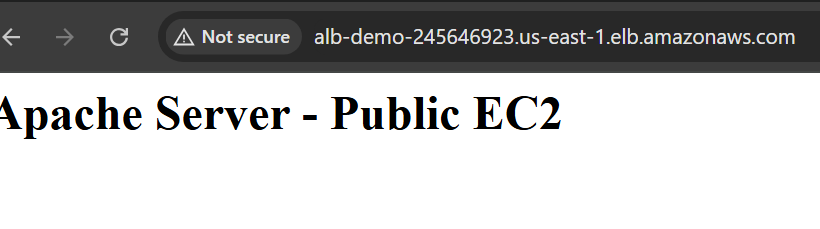 Not secure alb-demo-245646923.us-east-1.elb.amazonaws.com
Apache Server - Public EC2